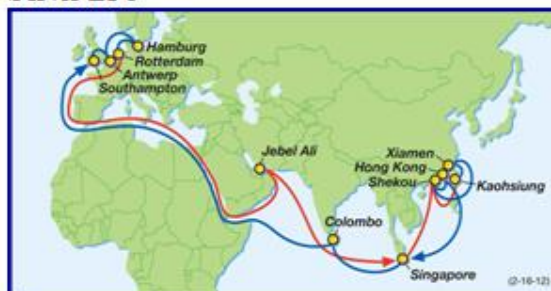 Hamburg
Rotterdam
Antwerp
Southampton
Jebel Ali
Xiamen
Hong Kong
Shekou
Kaohsiung
Colombo
Singapore
(2-16-12)